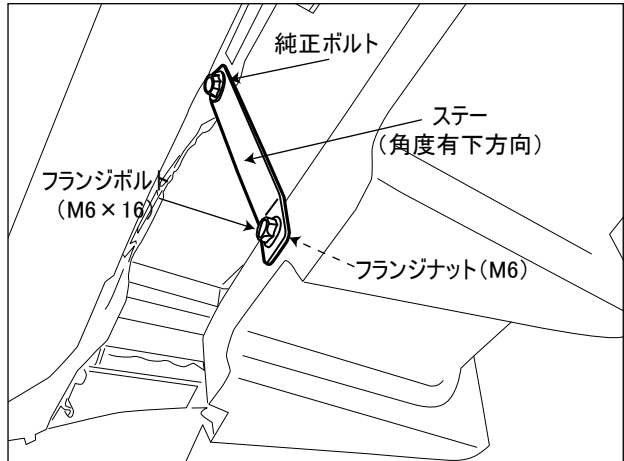 純正ボルト
ステー
（角度有下方向）
フランジボルト
（M6×16）
フランジナット（M6）